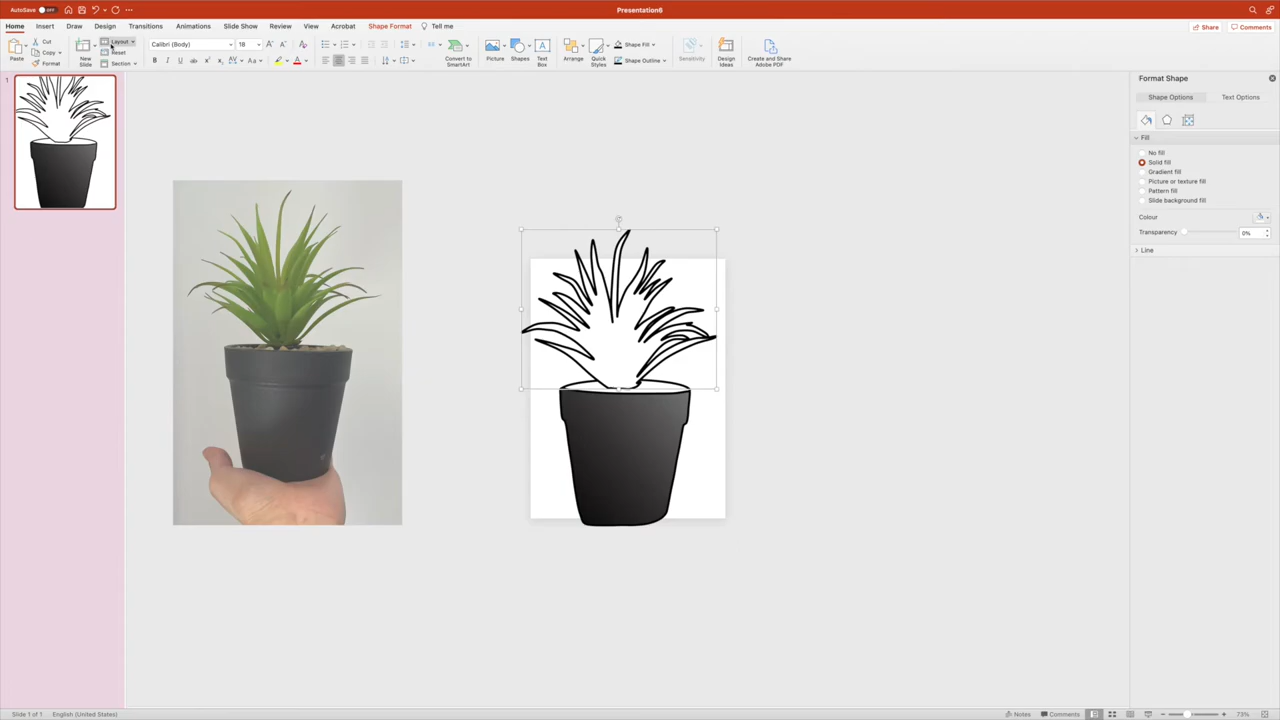 AutoSave OFF
Presentation6
Home Insert Draw Design Transitions Animations Slide Show Review View Acrobat Shape Format Tell me
Share Comments
Paste
Cut
Copy
Format
New Slide
Layout
Reset
Section
Calibri (Body) 18
Convert to SmartArt
Picture
Shapes
Text Box
Arrange
Quick Styles
Shape Fill
Shape Outline
Sensitivity
Design Ideas
Create and Share Adobe PDF
1
Format Shape
Shape Options Text Options
Fill
No fill
Solid fill
Gradient fill
Picture or texture fill
Pattern fill
Slide background fill
Colour
Transparency 0%
Line
Slide 1 of 1 English (United States)
Notes Comments 73%